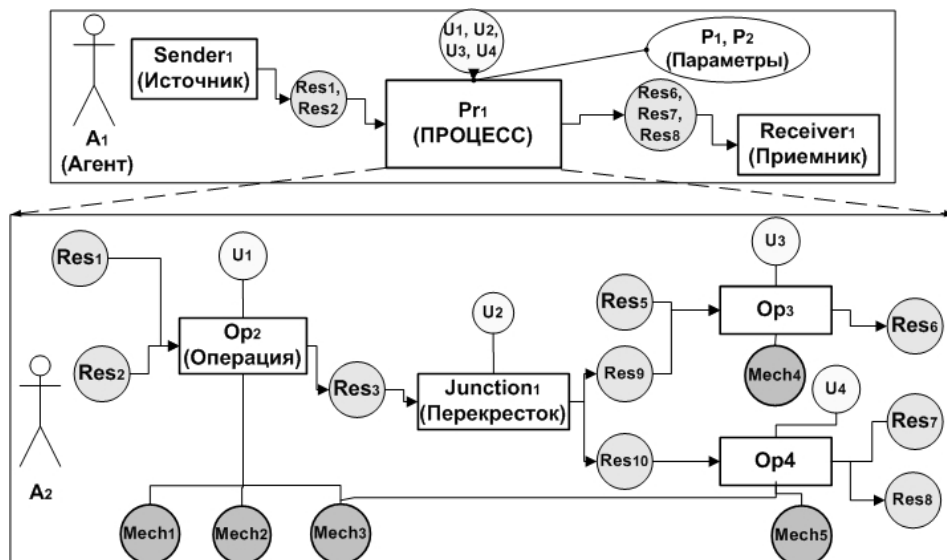 Sender1
(Источник)
Res1,
Res2
A1
(Агент)
U1, U2,
U3, U4
P1, P2
(Параметры)
Pr1
(ПРОЦЕСС)
Res6,
Res7,
Res8
Receiver1
(Приемник)
Res1
Res2
U1
Op2
(Операция)
Res3
U2
Junction1
(Перекресток)
Res5
Res9
Res10
U3
Op3
Mech4
Res6
U4
Op4
Res7
Res8
A2
Mech1
Mech2
Mech3
Mech5